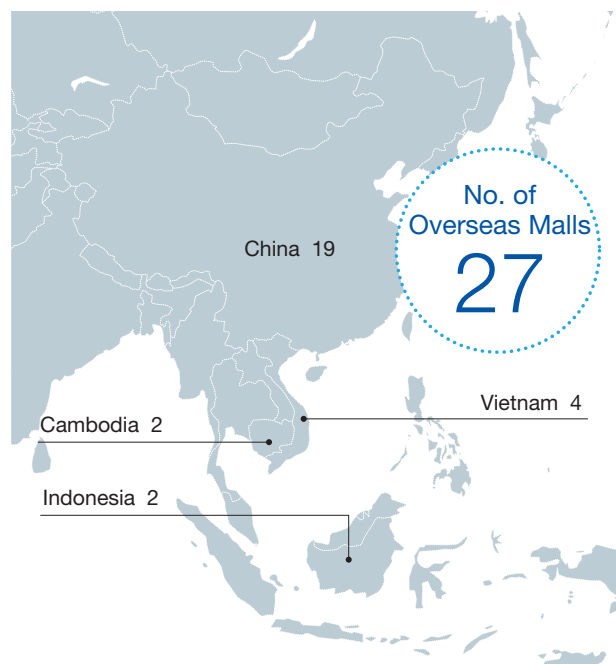 No. of
Overseas Malls
27
China 19
Vietnam 4
Cambodia 2
Indonesia 2